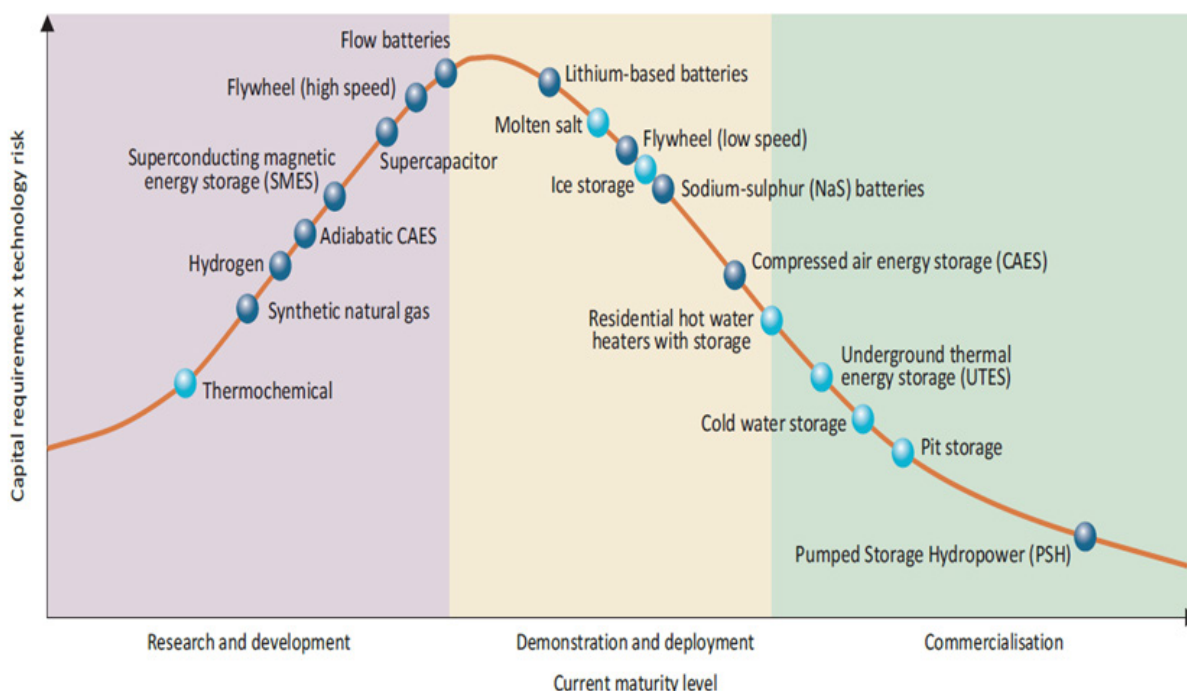 Capital requirement x technology risk
Flow batteries
Flywheel (high speed)
Supercapacitor
Superconducting magnetic
energy storage (SMES)
Adiabatic CAES
Hydrogen
Synthetic natural gas
Thermochemical
Lithium-based batteries
Molten salt
Flywheel (low speed)
Ice storage
Sodium-sulphur (NaS) batteries
Compressed air energy storage (CAES)
Residential hot water
heaters with storage
Underground thermal
energy storage (UTES)
Cold water storage
Pit storage
Pumped Storage Hydropower (PSH)
Research and development
Demonstration and deployment
Commercialisation
Current maturity level